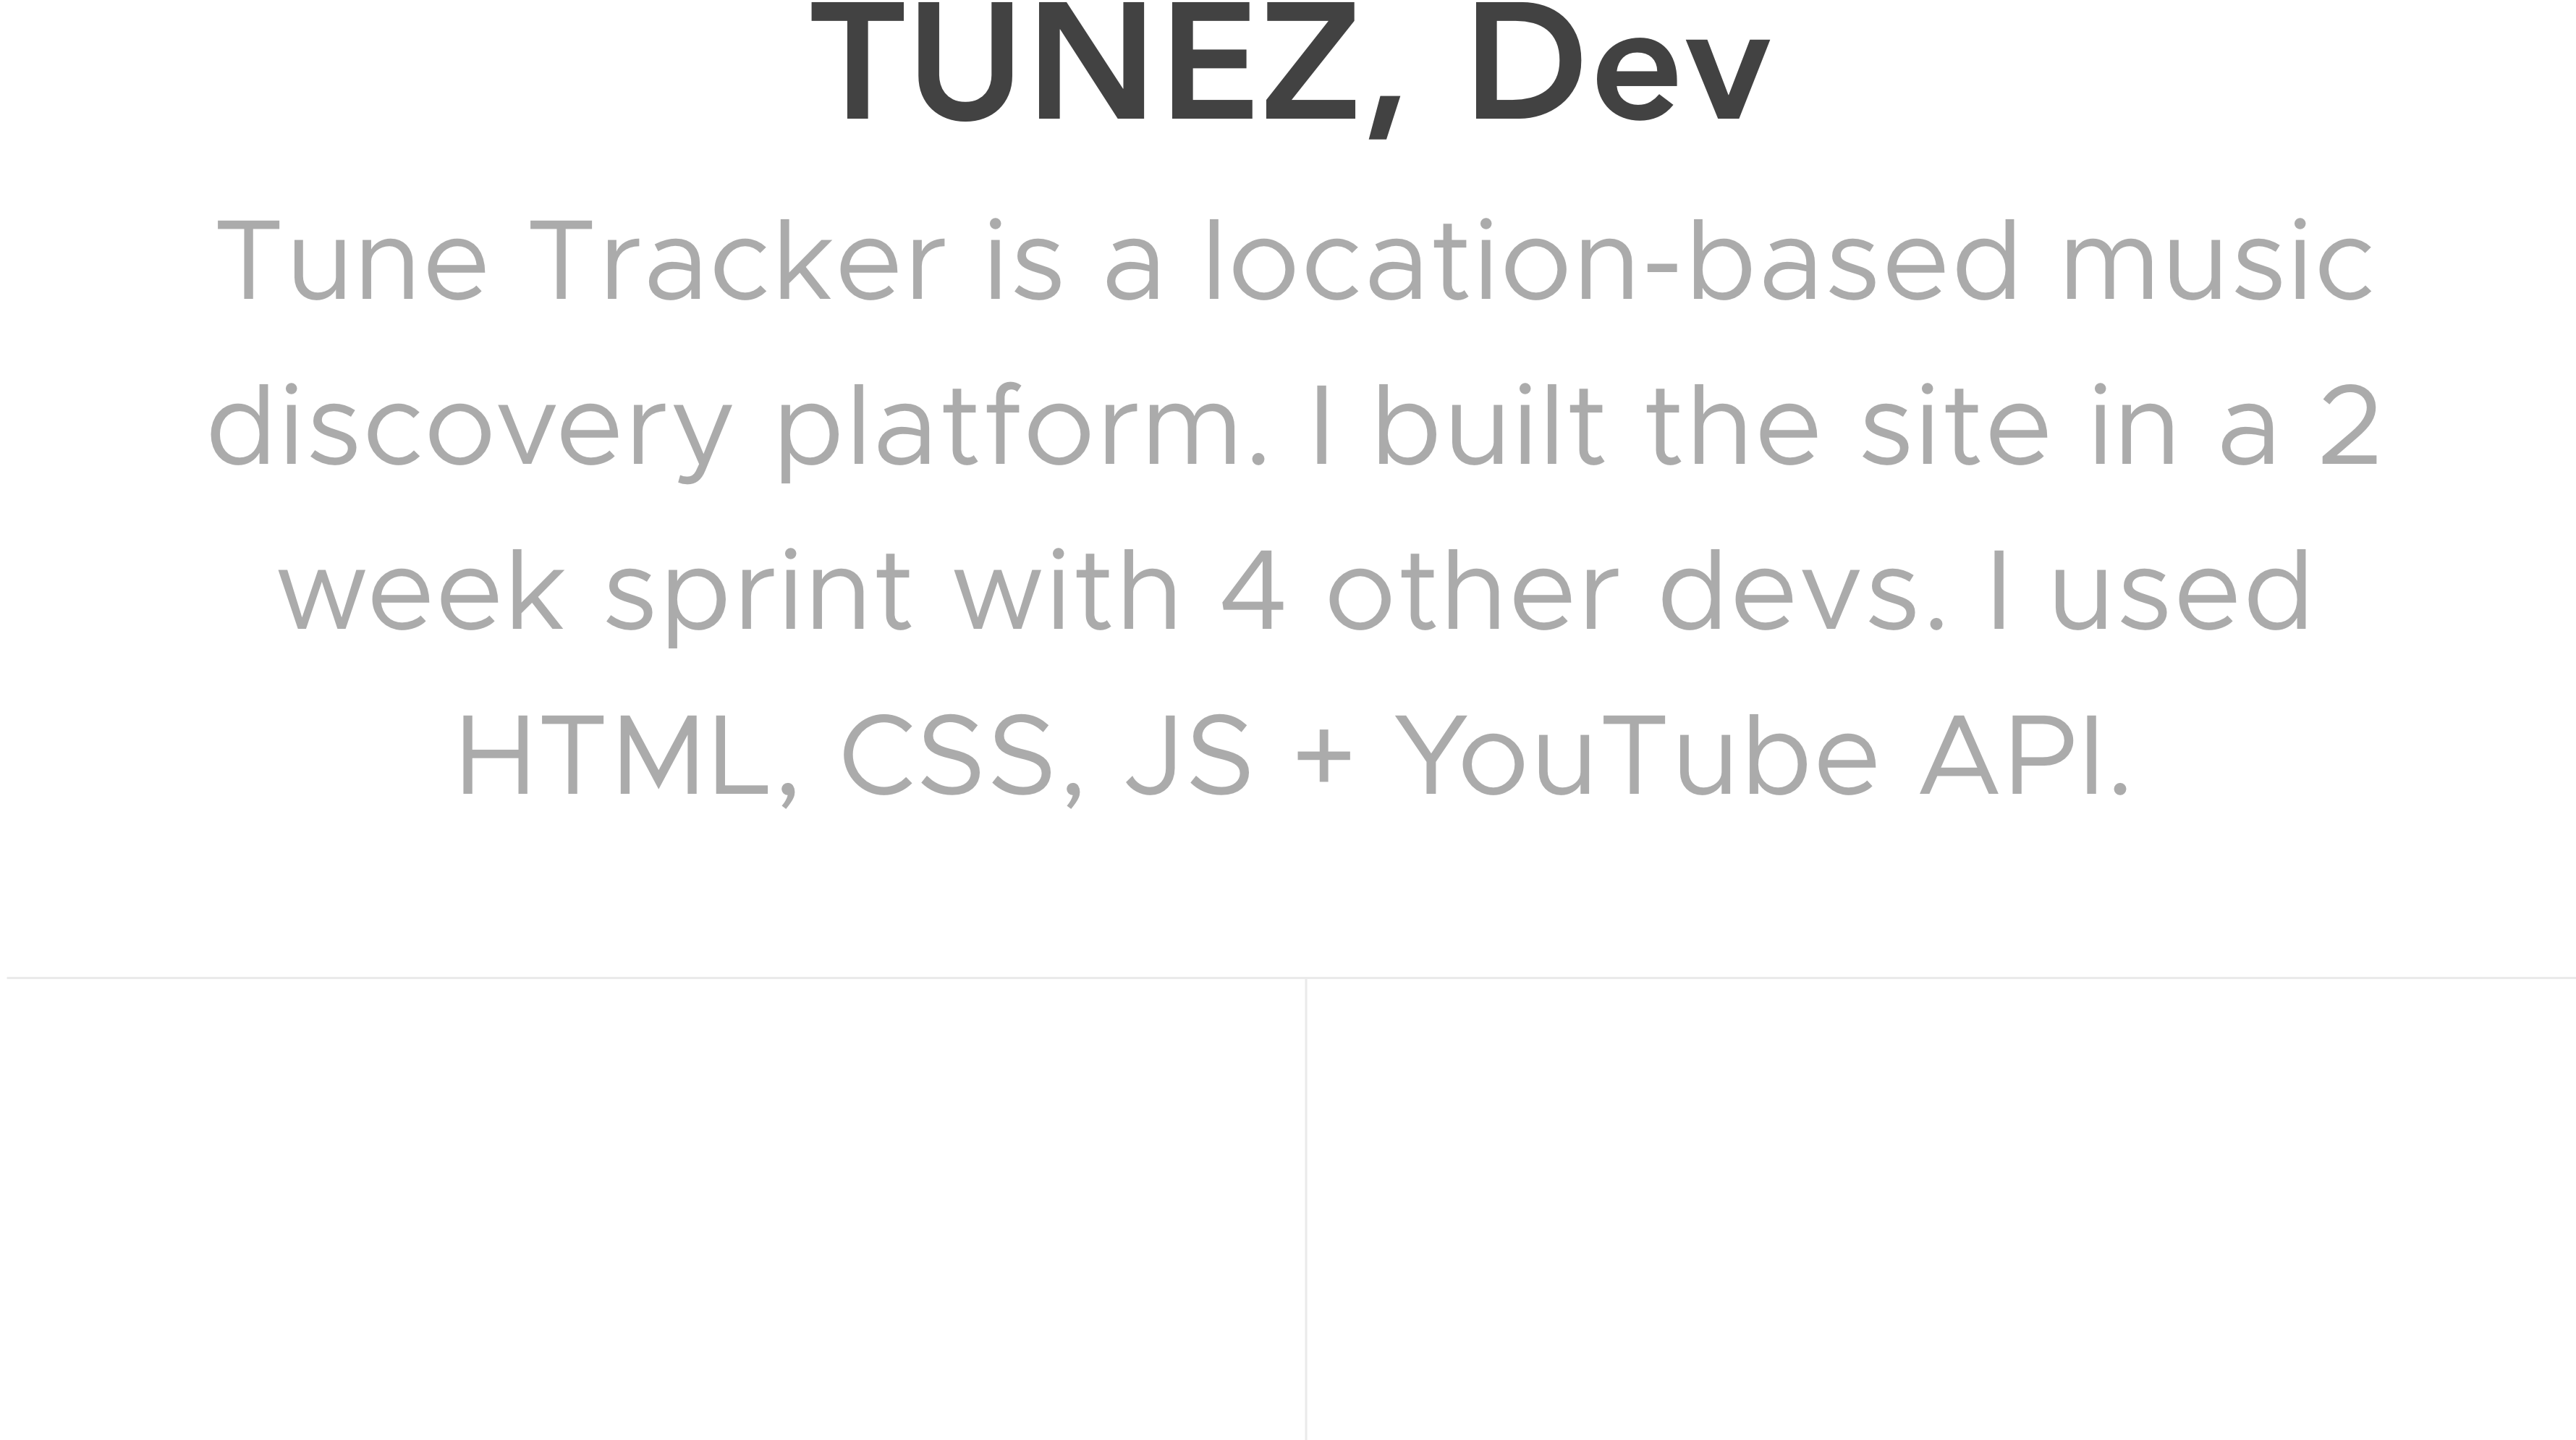 TUNEZ, Dev
Tune Tracker is a location-based music
discovery platform. I built the site in a 2
week sprint with 4 other devs. I used
HTML, CSS, JS + YouTube API.